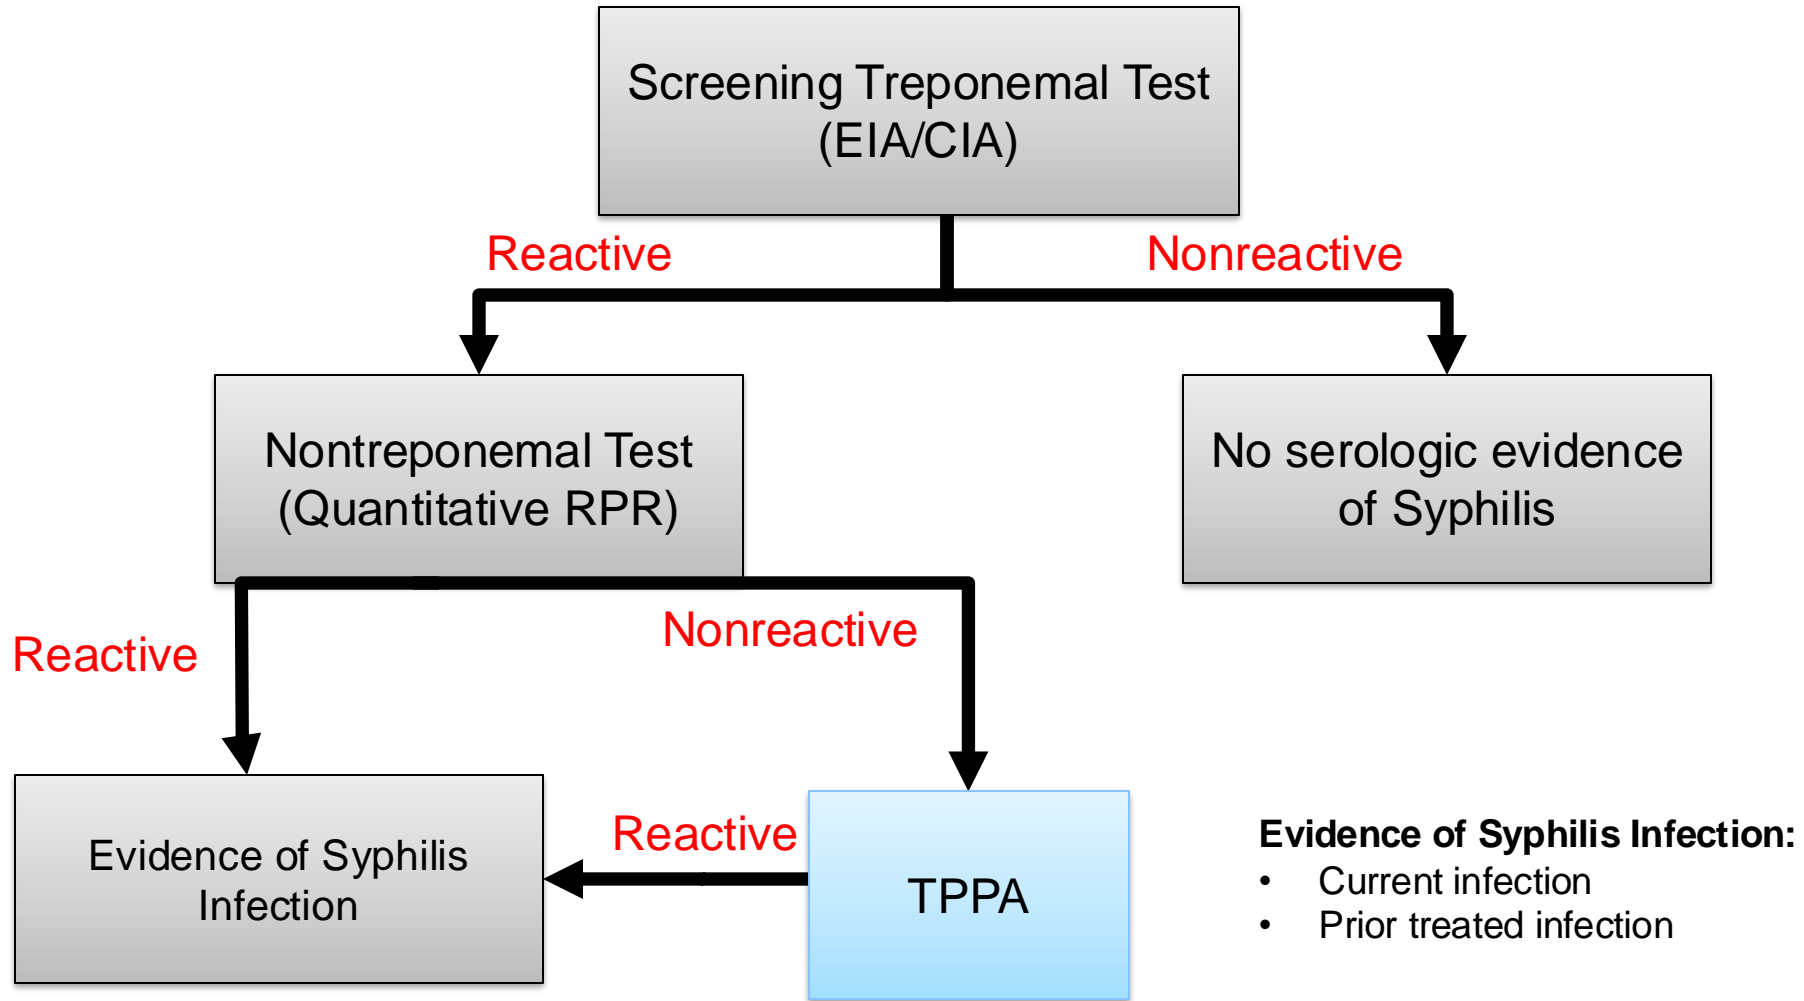 Screening Treponemal Test
(EIA/CIA)
Reactive
Nonreactive
Nontreponemal Test
(Quantitative RPR)
No serologic evidence
of Syphilis
Reactive
Nonreactive
Evidence of Syphilis
Infection
Reactive
TPPA
Evidence of Syphilis Infection:
• Current infection
• Prior treated infection